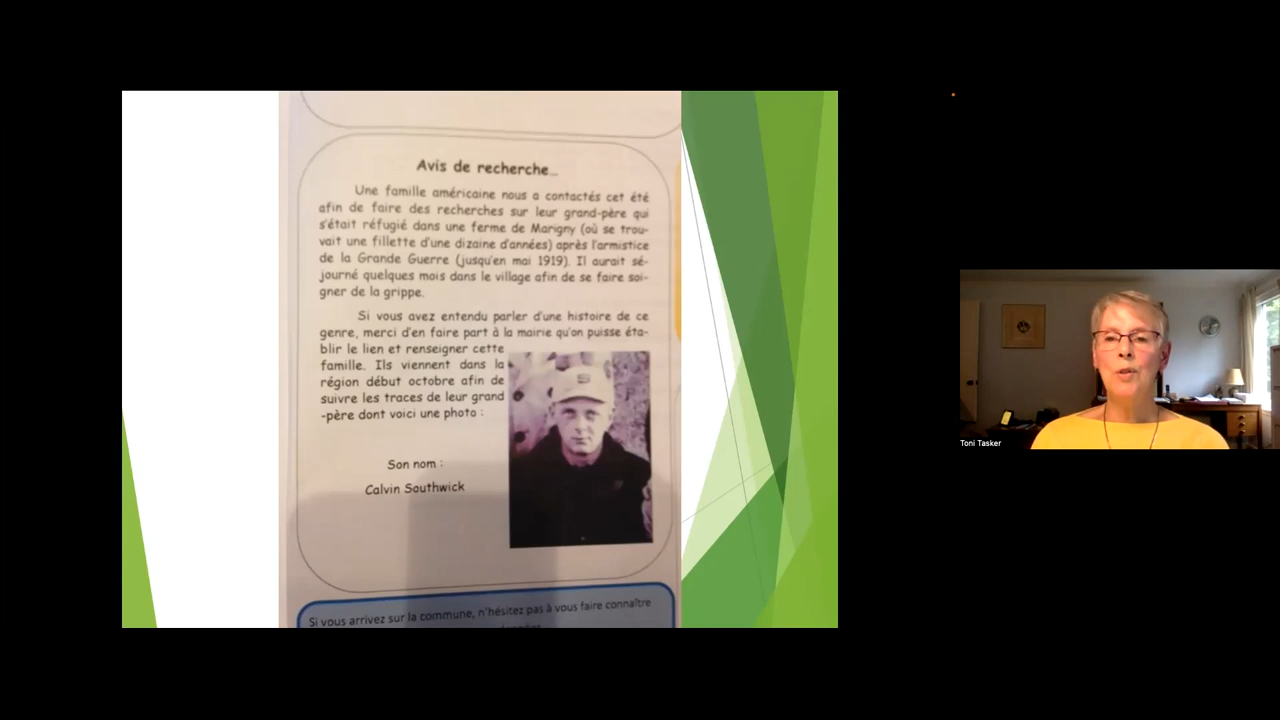 Avis de recherche...
Une famille américaine nous a contactés cet été
afin de faire des recherches sur leur grand-père qui
s'était réfugié dans une ferme de Marigny (où se trou-
vait une fillette d'une dizaine d'années) après l'armistice
de la Grande Guerre (jusqu'en mai 1919). Il aurait sé-
journé quelques mois dans le village afin de se faire soi-
gner de la grippe.
Si vous avez entendu parler d'une histoire de ce
genre, merci d'en faire part à la mairie qu'on puisse éta-
blir le lien et renseigner cette
famille. Ils viennent dans la
région début octobre afin de
suivre les traces de leur grand
-père dont voici une photo :
Son nom :
Calvin Southwick
S
Si vous arrivez sur la commune, n'hésitez pas à vous faire connaître
Toni Tasker